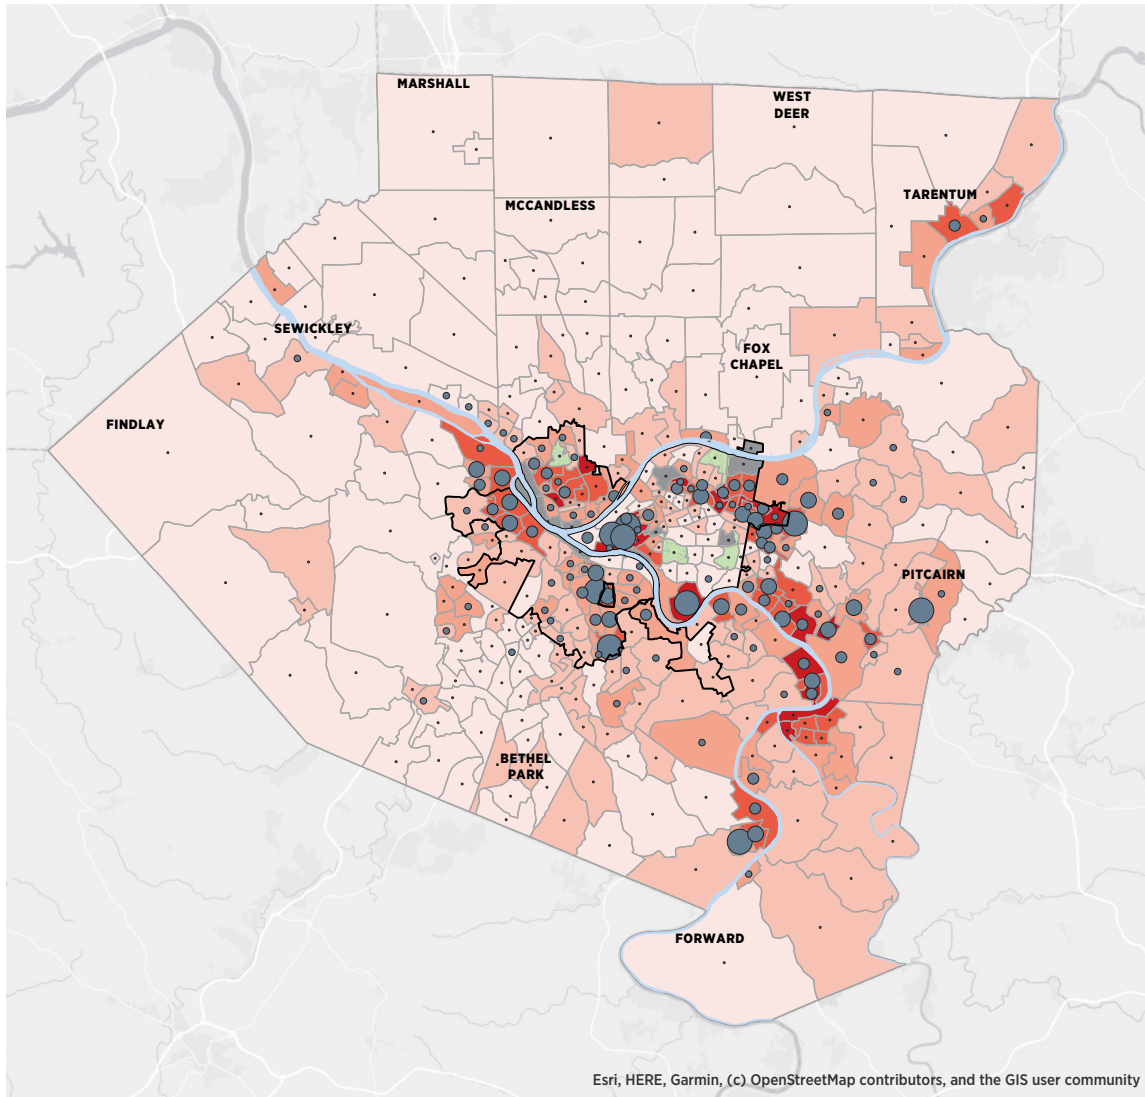 MARSHALL
WEST
DEER
TARENTUM
MCCANDLESS
SEWICKLEY
FOX
CHAPEL
FINDLAY
PITCAIRN
BETHEL
PARK
FORWARD
Esri, HERE, Garmin, (c) OpenStreetMap contributors, and the GIS user community